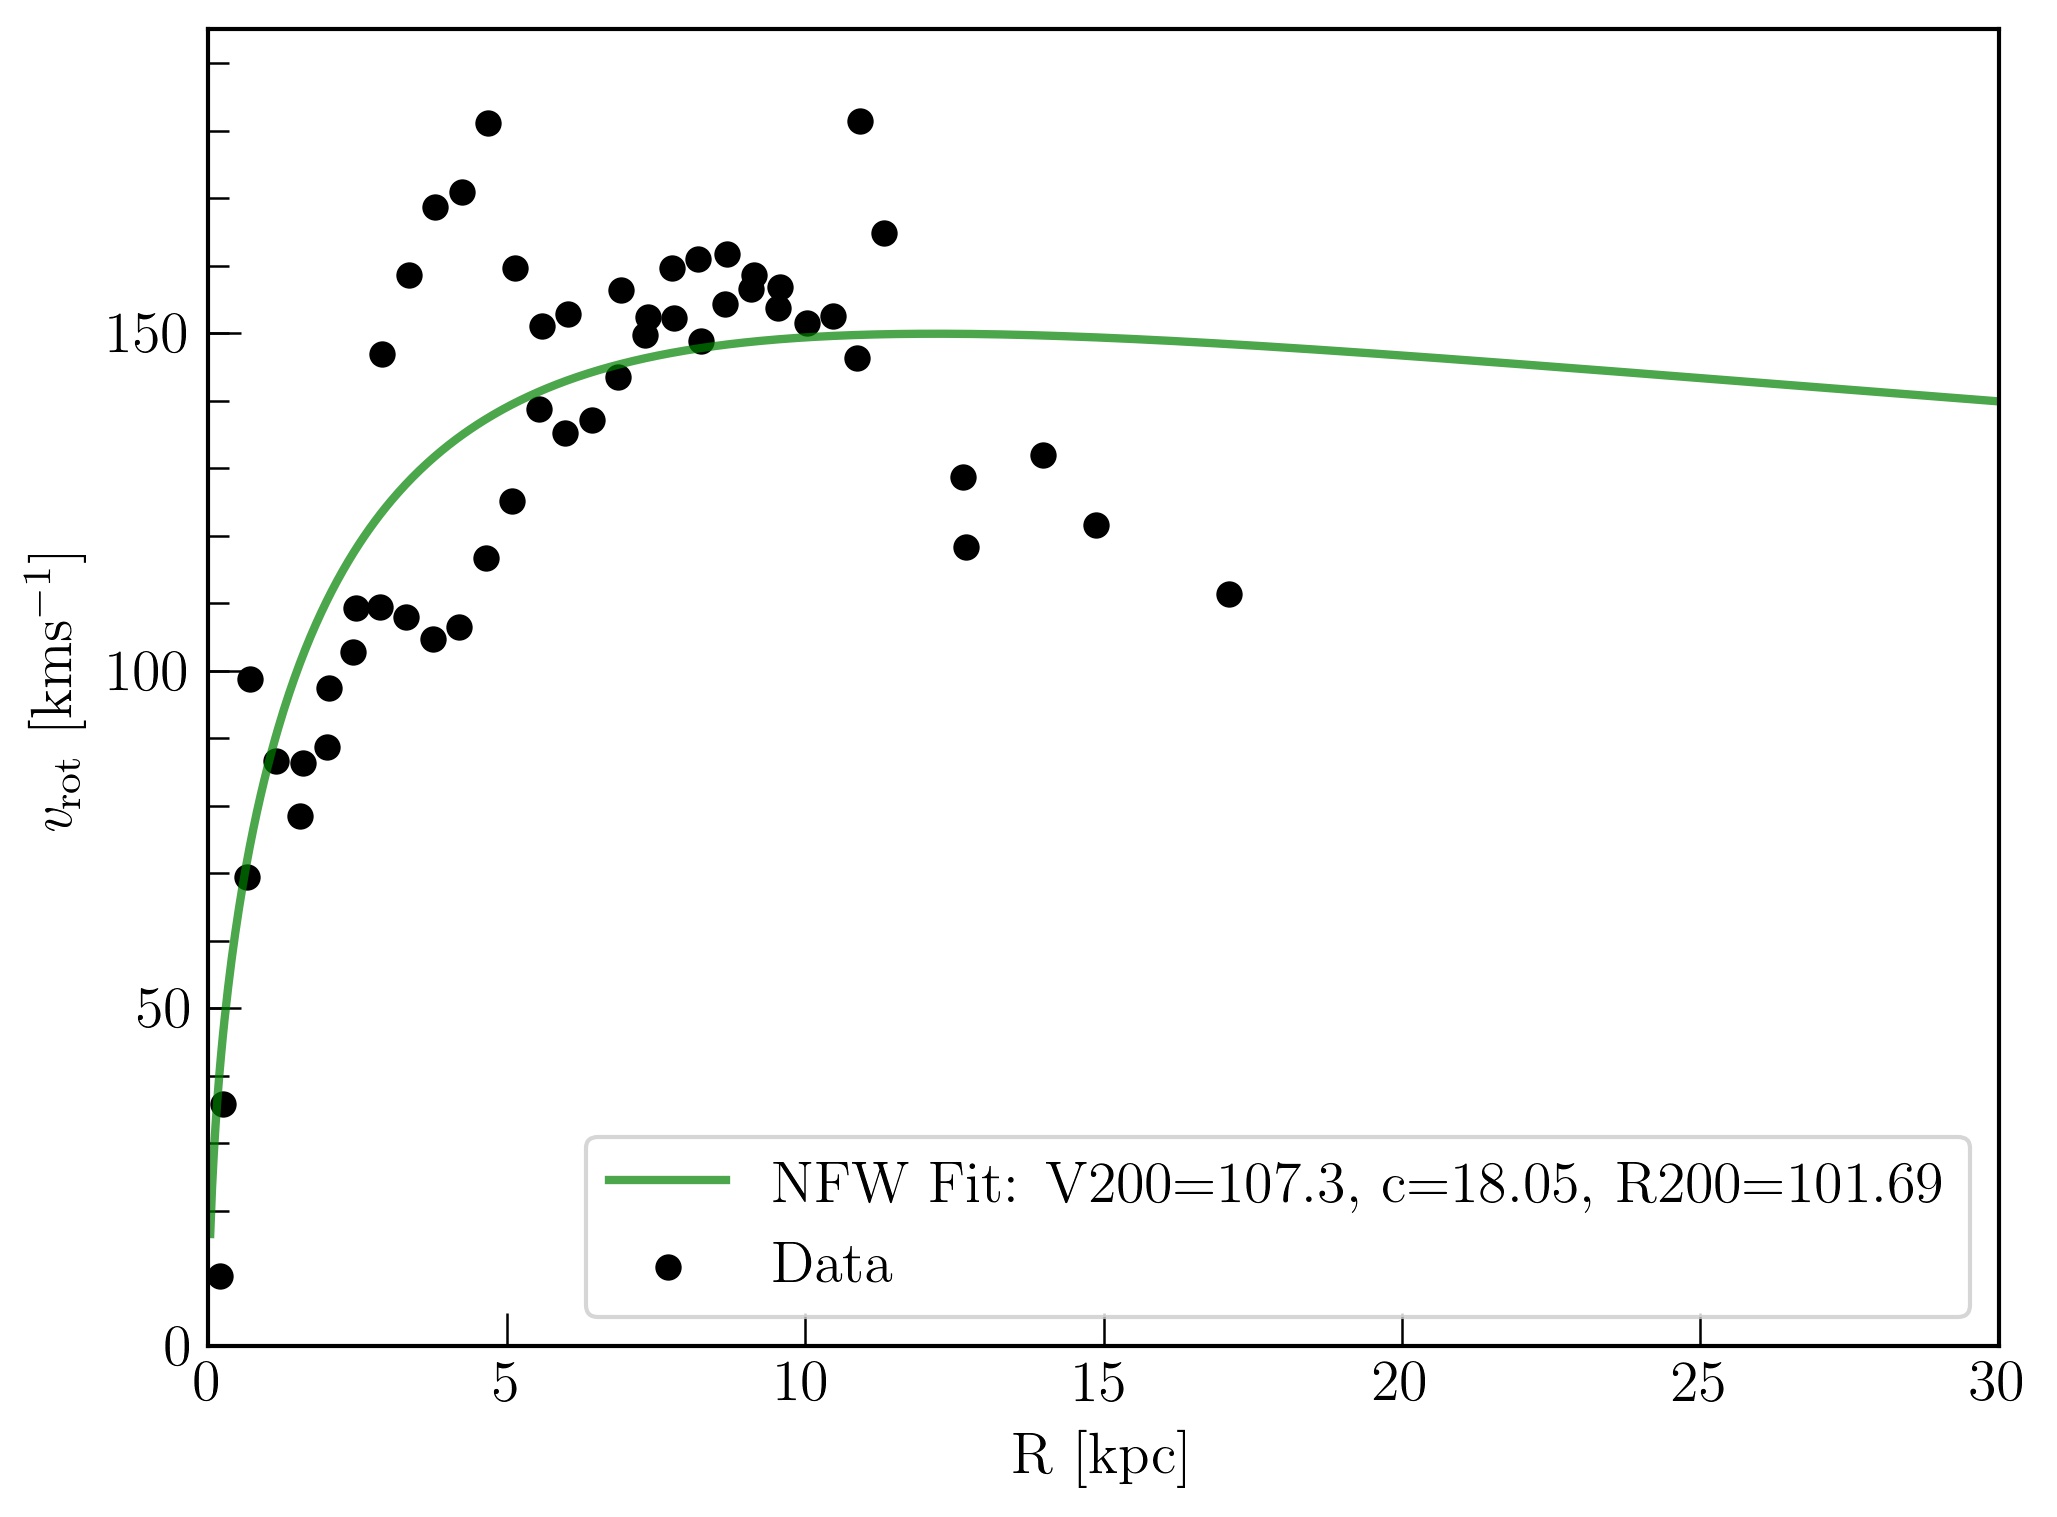 150
100
50
0
v_rot [kms^−1]
NFW Fit: V200=107.3, c=18.05, R200=101.69
Data
0 5 10 15 20 25 30
R [kpc]